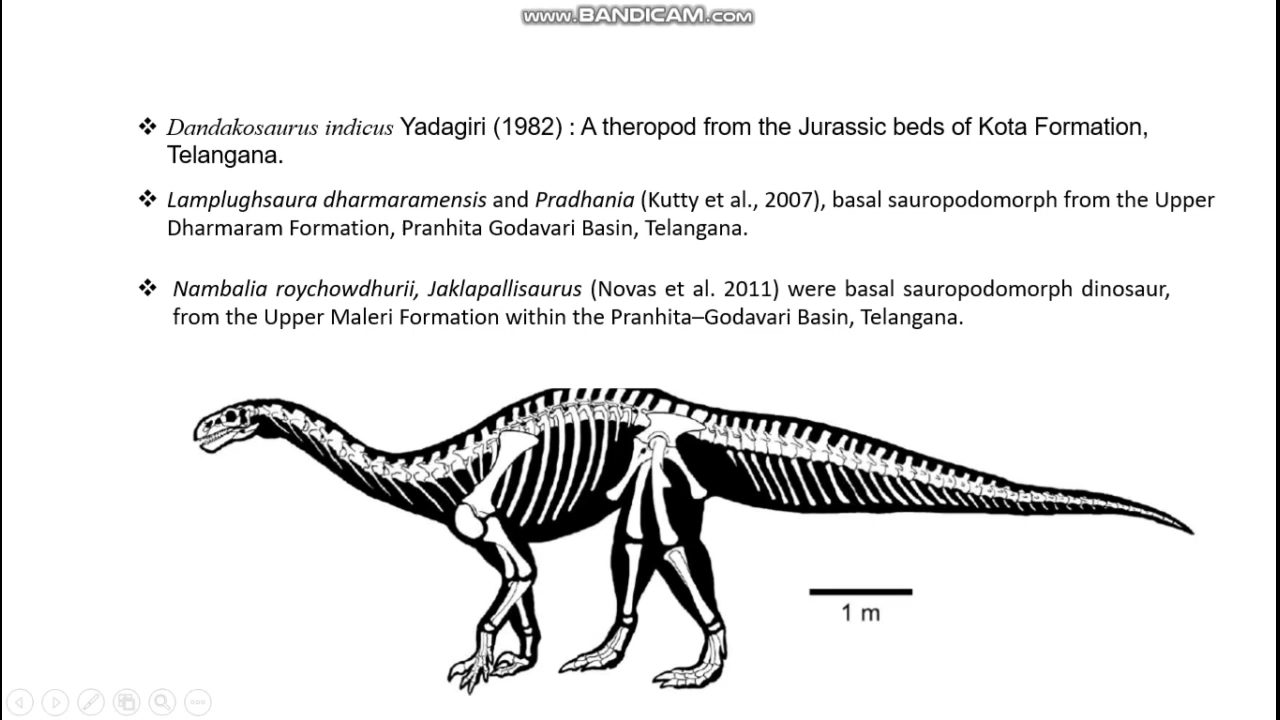 www.BANDICAM.com
❖ Dandakosaurus indicus Yadagiri (1982) : A theropod from the Jurassic beds of Kota Formation,
Telangana.
❖ Lamplughsaura dharmaramensis and Pradhania (Kutty et al., 2007), basal sauropodomorph from the Upper
Dharmaram Formation, Pranhita Godavari Basin, Telangana.
❖ Nambalia roychowdhurii, Jaklapallisaurus (Novas et al. 2011) were basal sauropodomorph dinosaur,
from the Upper Maleri Formation within the Pranhita–Godavari Basin, Telangana.
1 m